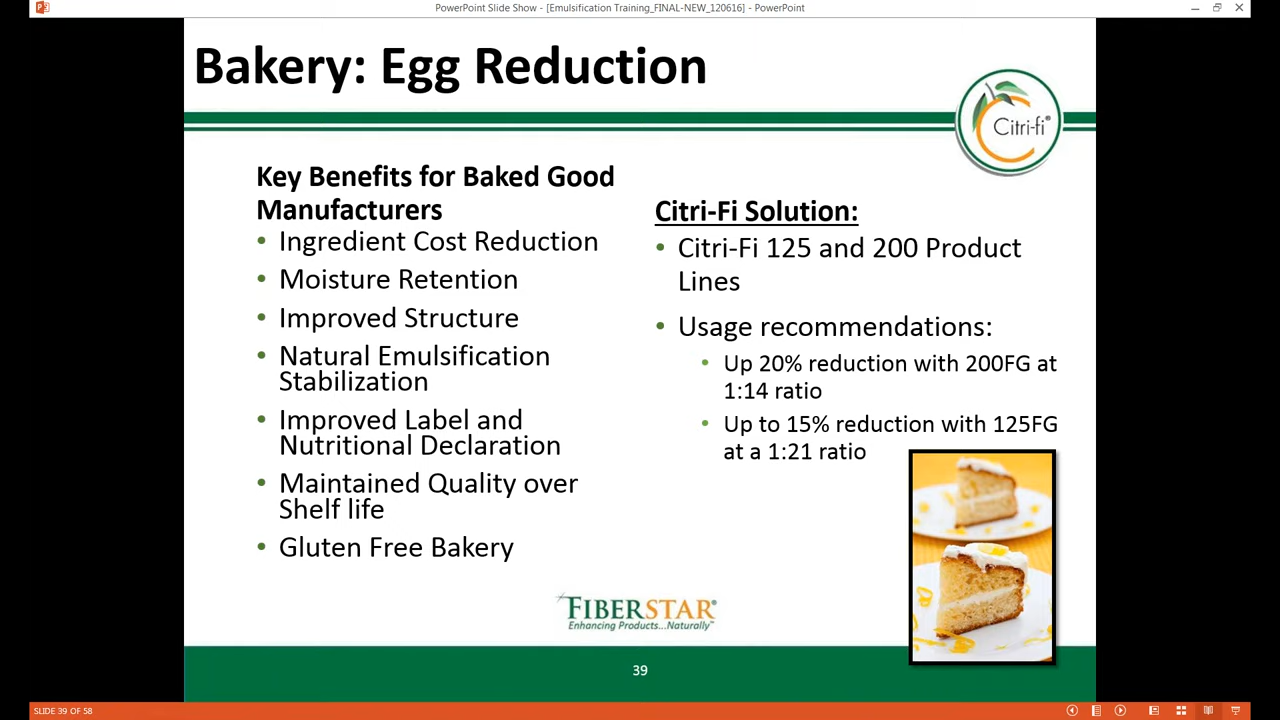 PowerPoint Slide Show - [Emulsification Training_FINAL-NEW_120616] - PowerPoint
Bakery: Egg Reduction
Citri-fi®
Key Benefits for Baked Good
Manufacturers
• Ingredient Cost Reduction
• Moisture Retention
• Improved Structure
• Natural Emulsification
Stabilization
• Improved Label and
Nutritional Declaration
• Maintained Quality over
Shelf life
• Gluten Free Bakery
Citri-Fi Solution:
• Citri-Fi 125 and 200 Product
Lines
• Usage recommendations:
• Up 20% reduction with 200FG at
1:14 ratio
• Up to 15% reduction with 125FG
at a 1:21 ratio
FIBERSTAR®
Enhancing Products...Naturally™
39
SLIDE 39 OF 58